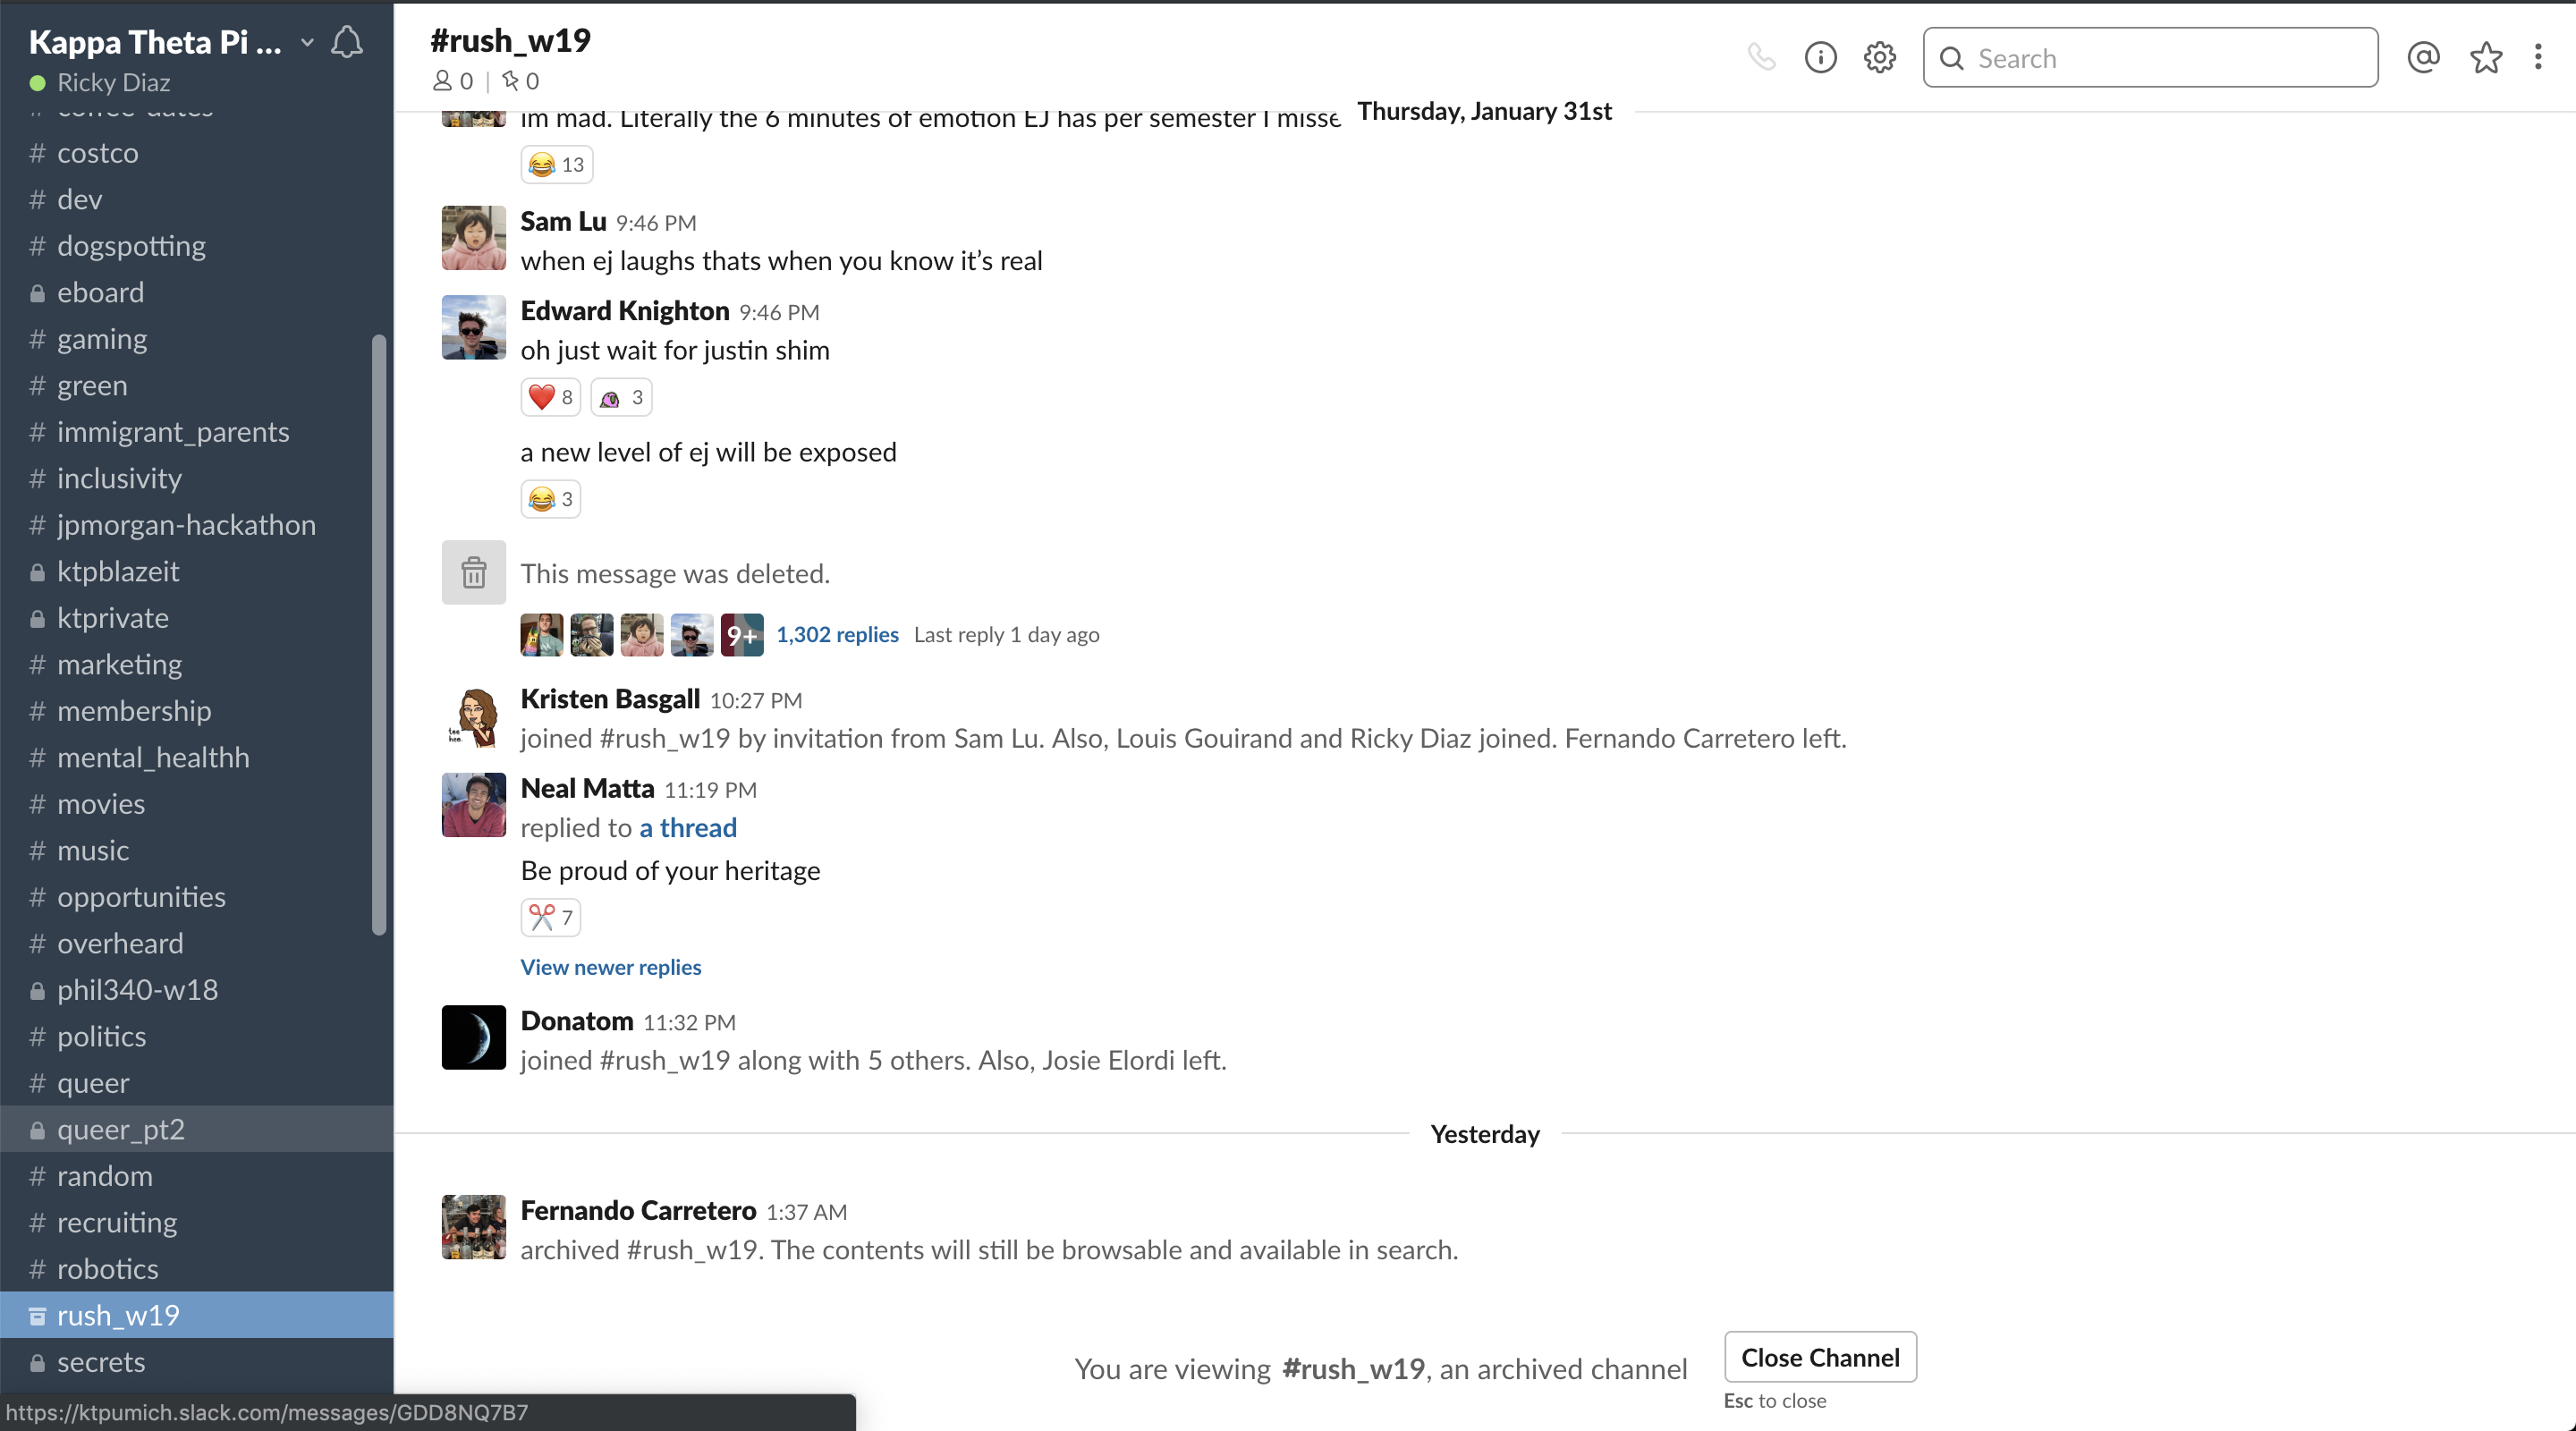 Kappa Theta Pi ...
Ricky Diaz
# coffee-dates
# costco
# dev
# dogspotting
eboard
# gaming
# green
# immigrant_parents
# inclusivity
# jpmorgan-hackathon
ktpblazeit
ktprivate
# marketing
# membership
# mental_healthh
# movies
# music
# opportunities
# overheard
phil340-w18
# politics
# queer
queer_pt2
# random
# recruiting
# robotics
rush_w19
secrets
https://ktpumich.slack.com/messages/GDD8NQ7B7
#rush_w19
0 | 0
Search
Thursday, January 31st
im mad. Literally the 6 minutes of emotion EJ has per semester I misse
13
Sam Lu 9:46 PM
when ej laughs thats when you know it’s real
Edward Knighton 9:46 PM
oh just wait for justin shim
8 3
a new level of ej will be exposed
3
This message was deleted.
9+ 1,302 replies Last reply 1 day ago
tee hee.
Kristen Basgall 10:27 PM
joined #rush_w19 by invitation from Sam Lu. Also, Louis Gouirand and Ricky Diaz joined. Fernando Carretero left.
Neal Matta 11:19 PM
replied to a thread
Be proud of your heritage
7
View newer replies
Donatom 11:32 PM
joined #rush_w19 along with 5 others. Also, Josie Elordi left.
Yesterday
Fernando Carretero 1:37 AM
archived #rush_w19. The contents will still be browsable and available in search.
You are viewing #rush_w19, an archived channel
Close Channel
Esc to close